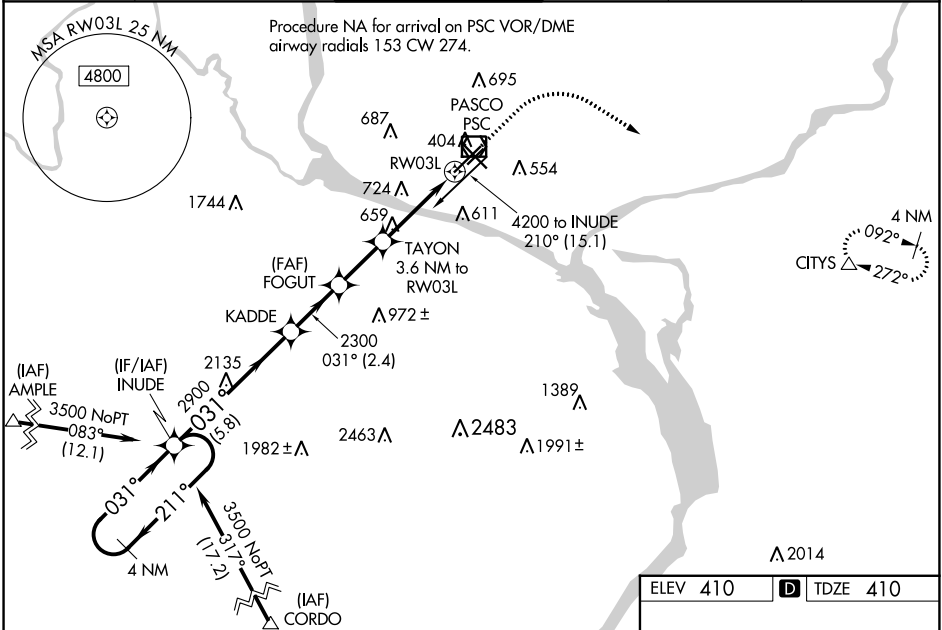 Procedure NA for arrival on PSC VOR/DME
airway radials 153 CW 274.
MSA RW03L 25 NM
4800
695
PASCO
PSC
687
404
RW03L
554
724
1744
611
659
4200 to INUDE
210° (15.1)
4 NM
092°
CITYS
272°
TAYON
3.6 NM to
RW03L
(FAF)
FOGUT
KADDE
972 ±
2300
031° (2.4)
2135
(IF/IAF)
INUDE
(IAF)
AMPLE
2900
031°
(5.8)
3500 NoPT
083°
(12.1)
1389
2483
2463
1982 ±
1991 ±
031°
211°
4 NM
3500 NoPT
317°
(17.2)
(IAF)
CORDO
2014
ELEV 410 D TDZE 410